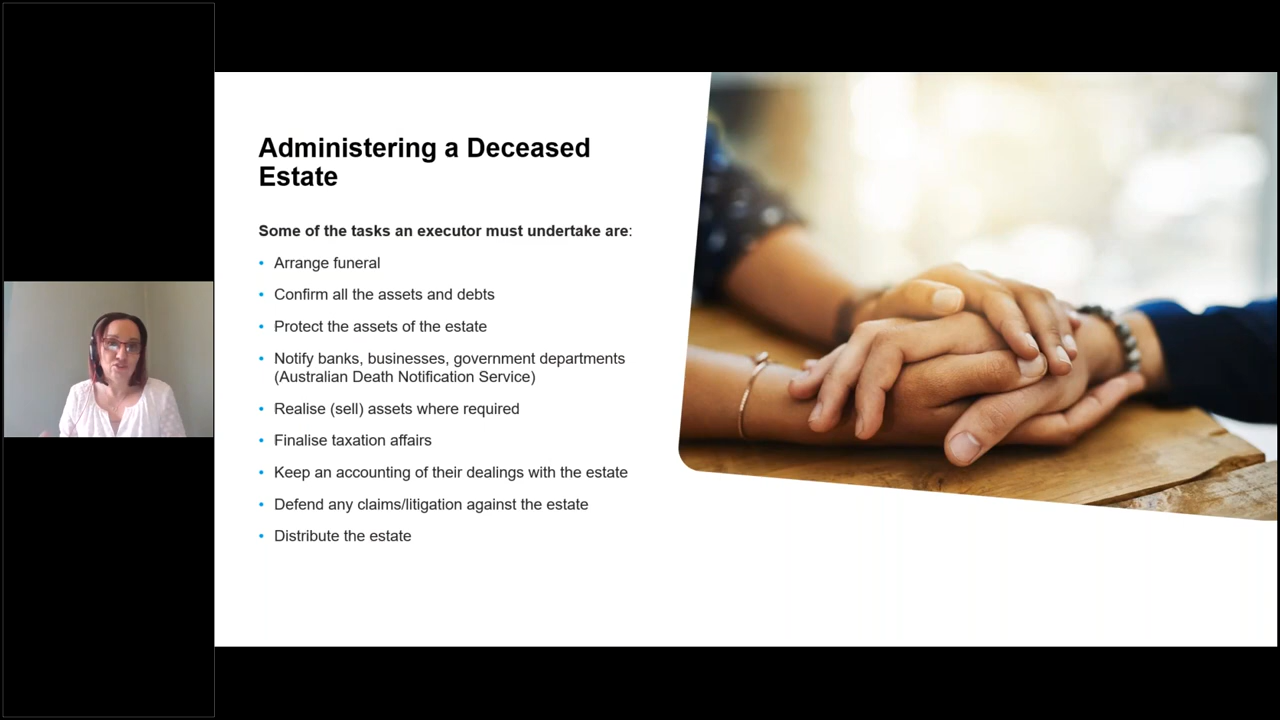 Administering a Deceased
Estate
Some of the tasks an executor must undertake are:
• Arrange funeral
• Confirm all the assets and debts
• Protect the assets of the estate
• Notify banks, businesses, government departments
(Australian Death Notification Service)
• Realise (sell) assets where required
• Finalise taxation affairs
• Keep an accounting of their dealings with the estate
• Defend any claims/litigation against the estate
• Distribute the estate